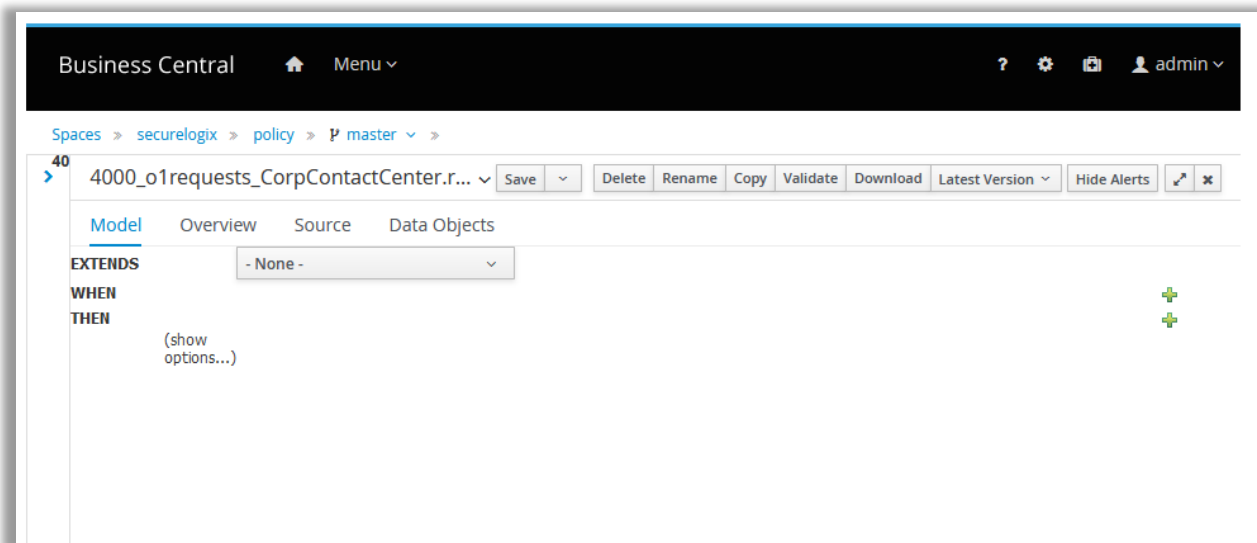 Business Central Menu ? admin
Spaces » securelogix » policy » master »
40
4000_o1requests_CorpContactCenter.r... Save Delete Rename Copy Validate Download Latest Version Hide Alerts
Model Overview Source Data Objects
EXTENDS - None -
WHEN
THEN
(show
options...)